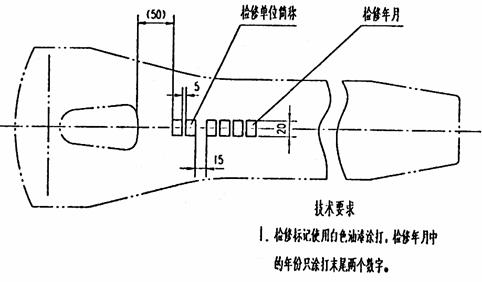 (50)
检修单位简称
检修年月
5
20
15
技术要求
1. 检修标记使用白色油漆涂打，检修年月中
的年份只涂打末尾两个数字。